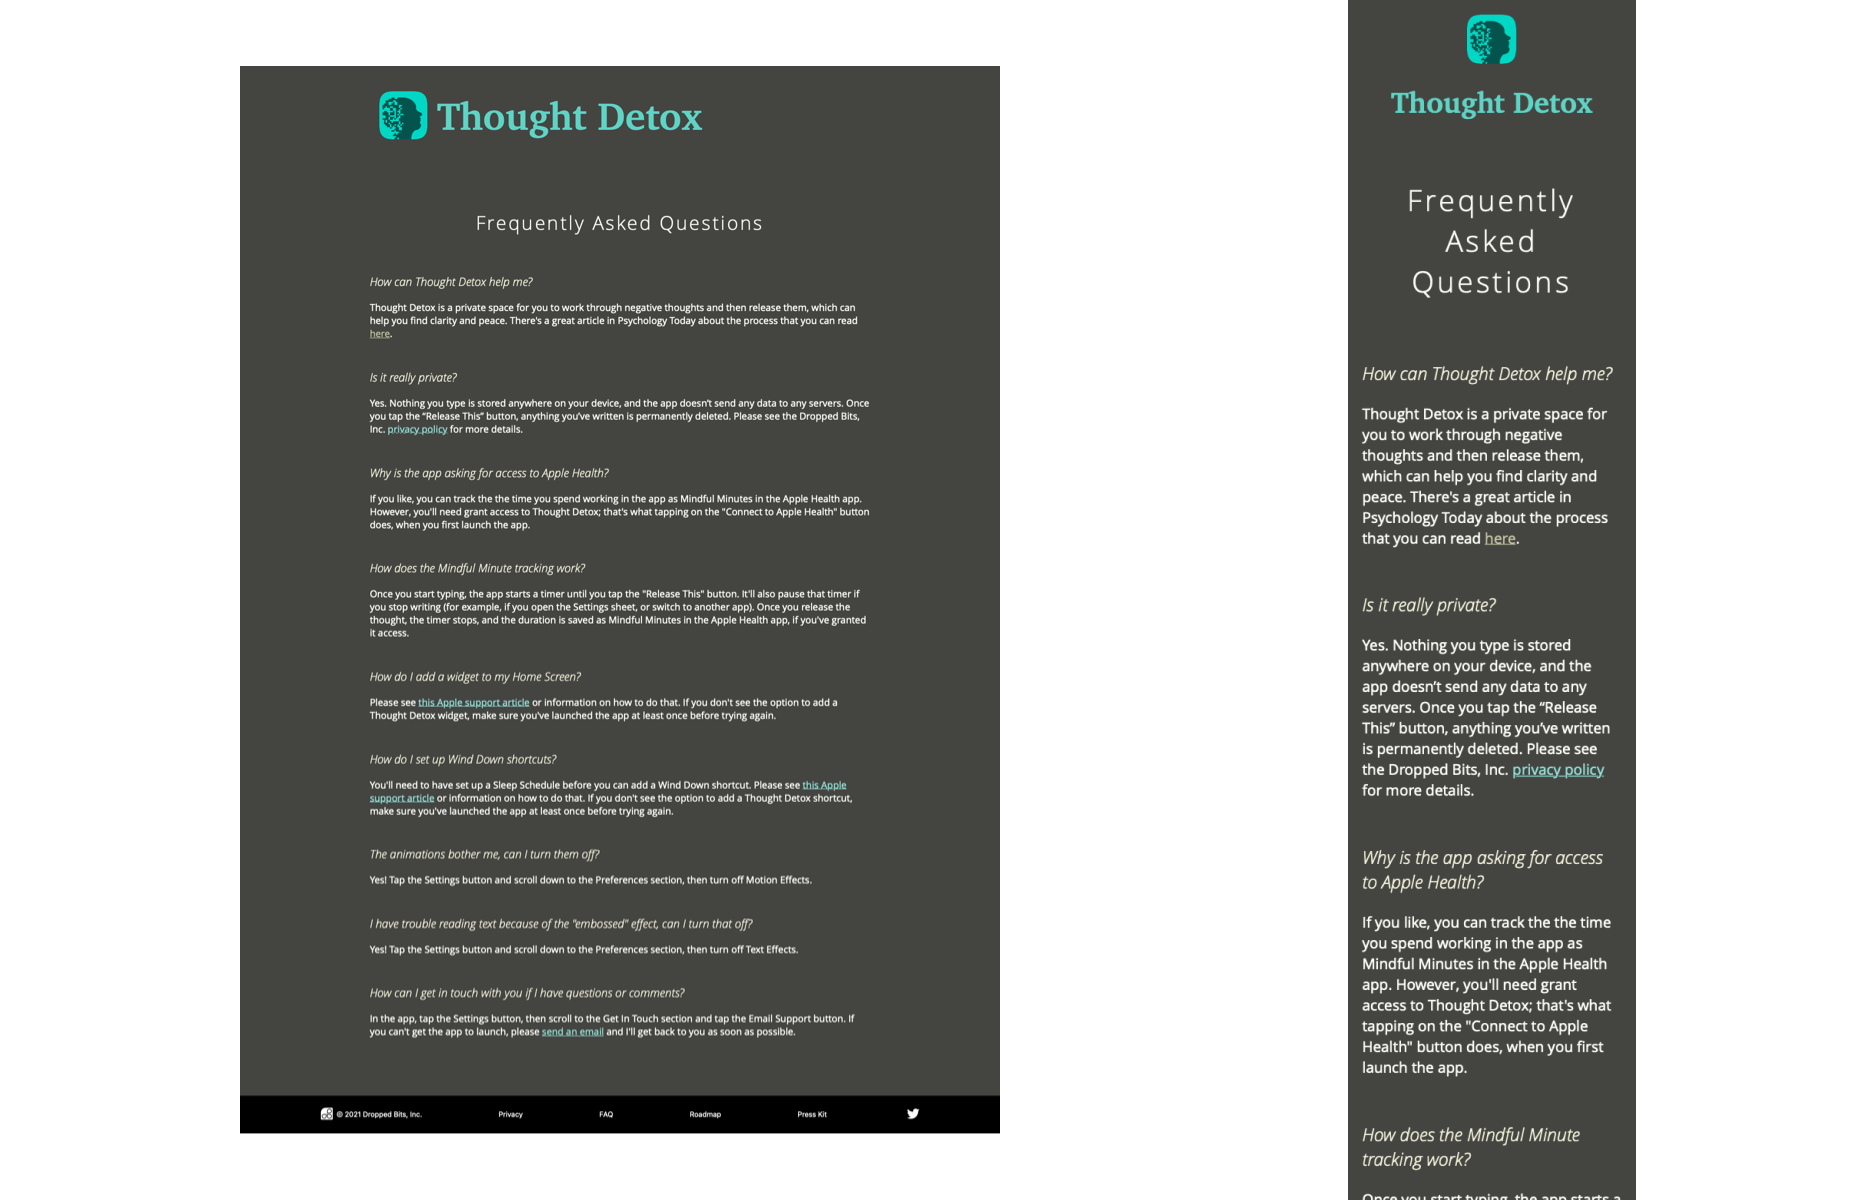 Thought Detox
Frequently Asked Questions
How can Thought Detox help me?
Thought Detox is a private space for you to work through negative thoughts and then release them, which can
help you find clarity and peace. There's a great article in Psychology Today about the process that you can read
here.
Is it really private?
Yes. Nothing you type is stored anywhere on your device, and the app doesn’t send any data to any servers. Once
you tap the “Release This” button, anything you’ve written is permanently deleted. Please see the Dropped Bits,
Inc. privacy policy for more details.
Why is the app asking for access to Apple Health?
If you like, you can track the the time you spend working in the app as Mindful Minutes in the Apple Health app.
However, you'll need grant access to Thought Detox; that's what tapping on the "Connect to Apple Health" button
does, when you first launch the app.
How does the Mindful Minute tracking work?
Once you start typing, the app starts a timer until you tap the "Release This" button. It'll also pause that timer if
you stop writing (for example, if you open the Settings sheet, or switch to another app). Once you release the
thought, the timer stops, and the duration is saved as Mindful Minutes in the Apple Health app, if you've granted
it access.
How do I add a widget to my Home Screen?
Please see this Apple support article or information on how to do that. If you don't see the option to add a
Thought Detox widget, make sure you've launched the app at least once before trying again.
How do I set up Wind Down shortcuts?
You'll need to have set up a Sleep Schedule before you can add a Wind Down shortcut. Please see this Apple
support article or information on how to do that. If you don't see the option to add a Thought Detox shortcut,
make sure you've launched the app at least once before trying again.
The animations bother me, can I turn them off?
Yes! Tap the Settings button and scroll down to the Preferences section, then turn off Motion Effects.
I have trouble reading text because of the "embossed" effect, can I turn that off?
Yes! Tap the Settings button and scroll down to the Preferences section, then turn off Text Effects.
How can I get in touch with you if I have questions or comments?
In the app, tap the Settings button, then scroll to the Get In Touch section and tap the Email Support button. If
you can't get the app to launch, please send an email and I'll get back to you as soon as possible.
© 2021 Dropped Bits, Inc. Privacy FAQ Roadmap Press Kit
Thought Detox
Frequently
Asked
Questions
How can Thought Detox help me?
Thought Detox is a private space for
you to work through negative
thoughts and then release them,
which can help you find clarity and
peace. There's a great article in
Psychology Today about the process
that you can read here.
Is it really private?
Yes. Nothing you type is stored
anywhere on your device, and the
app doesn’t send any data to any
servers. Once you tap the “Release
This” button, anything you’ve written
is permanently deleted. Please see
the Dropped Bits, Inc. privacy policy
for more details.
Why is the app asking for access
to Apple Health?
If you like, you can track the the time
you spend working in the app as
Mindful Minutes in the Apple Health
app. However, you'll need grant
access to Thought Detox; that's what
tapping on the "Connect to Apple
Health" button does, when you first
launch the app.
How does the Mindful Minute
tracking work?
Once you start typing, the app starts a